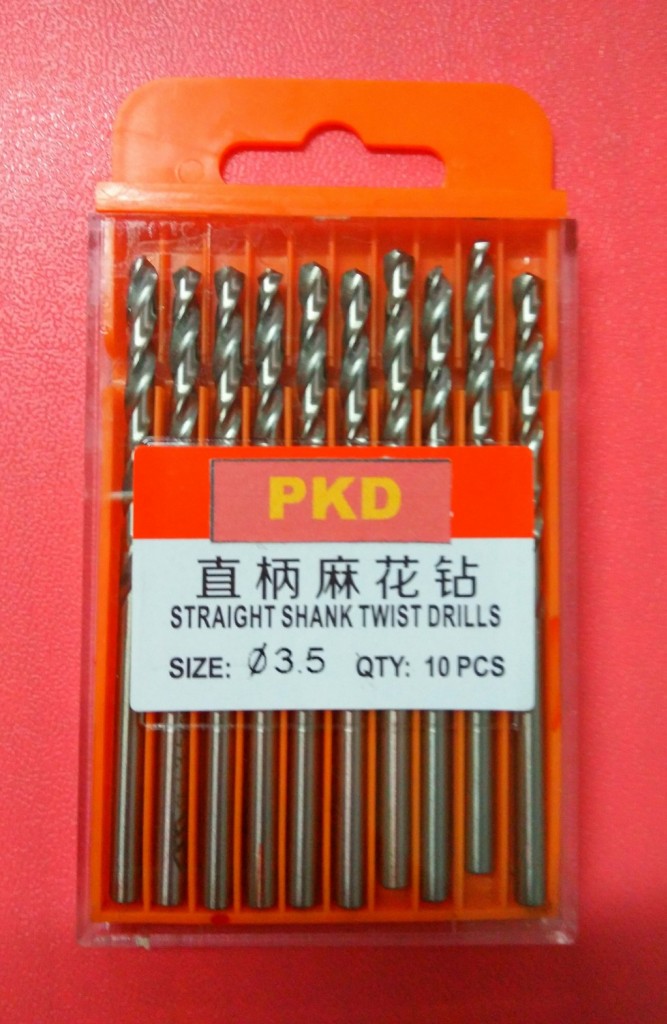 PKD
直柄麻花钻
STRAIGHT SHANK TWIST DRILLS
SIZE: Ø3.5 QTY: 10 PCS